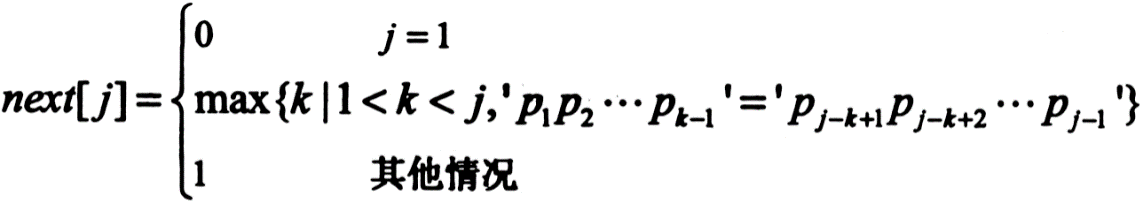 0 j=1
next[j]={max{k|1<k<j,'p₁p₂⋯pₖ₋₁'='pⱼ₋ₖ₊₁pⱼ₋ₖ₊₂⋯pⱼ₋₁'}
1 其他情况